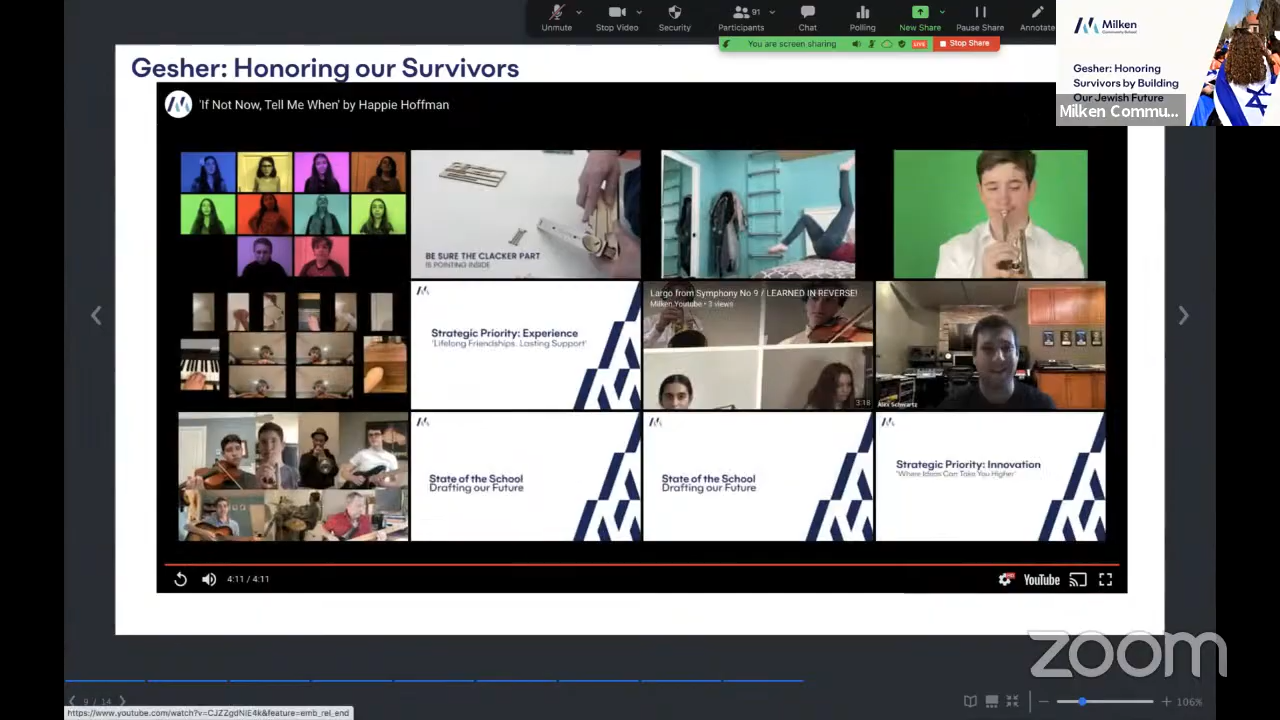 Unmute
Stop Video
Security
91
Participants
Chat
Polling
New Share
Pause Share
Annotate
You are screen sharing
LIVE
Stop Share
Milken
Community School
Gesher: Honoring
Survivors by Building
Our Jewish Future
Milken Commu...
Gesher: Honoring our Survivors
'If Not Now, Tell Me When' by Happie Hoffman
BE SURE THE CLACKER PART
IS POINTING INSIDE
Strategic Priority: Experience
'Lifelong Friendships. Lasting Support'
Largo from Symphony No 9 / LEARNED IN REVERSE!
Milken Youtube • 3 views
3:18
Alex Schwartz
State of the School
Drafting our Future
State of the School
Drafting our Future
Strategic Priority: Innovation
'Where Ideas Can Take You Higher'
4:11 / 4:11
YouTube
zoom
9 / 14
106%
https://www.youtube.com/watch?v=CJZZgdNIE4k&feature=emb_rel_end